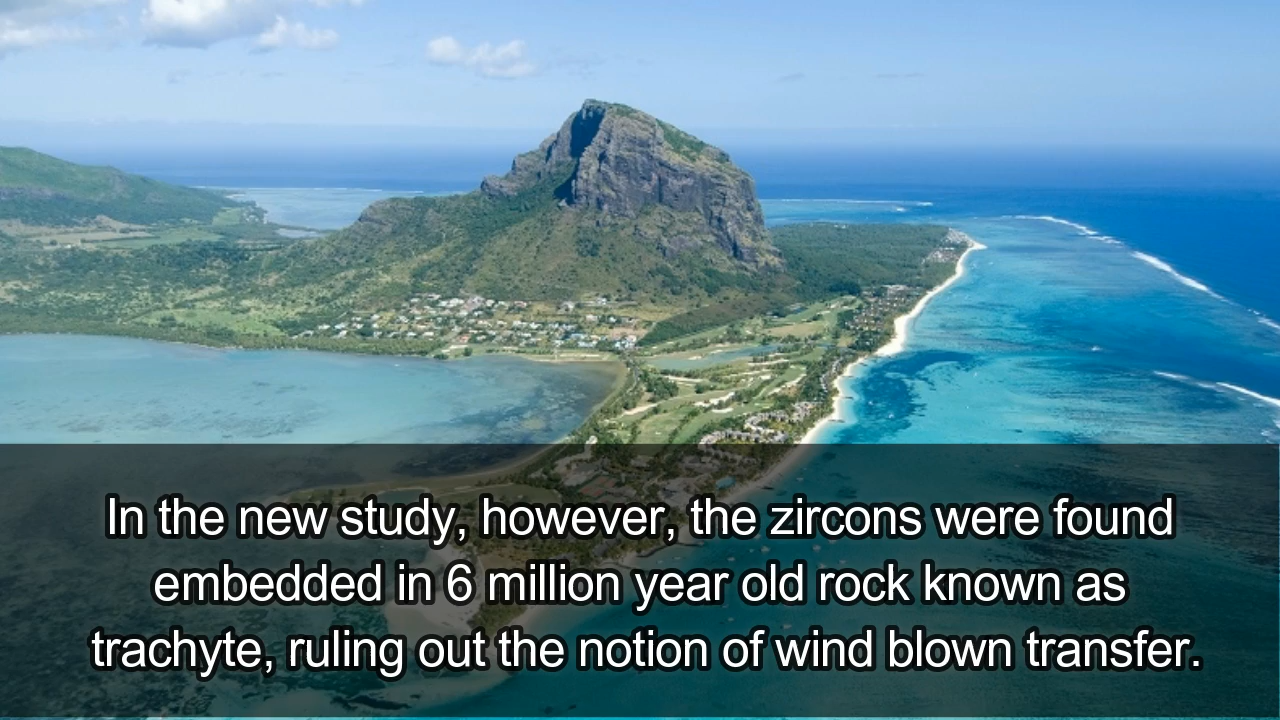 In the new study, however, the zircons were found
embedded in 6 million year old rock known as
trachyte, ruling out the notion of wind blown transfer.